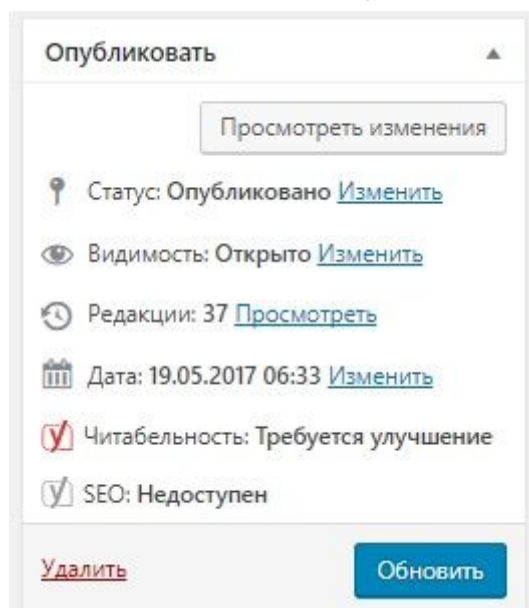 Опубликовать
Просмотреть изменения
Статус: Опубликовано Изменить
Видимость: Открыто Изменить
Редакции: 37 Просмотреть
Дата: 19.05.2017 06:33 Изменить
Читабельность: Требуется улучшение
SEO: Недоступен
Удалить Обновить